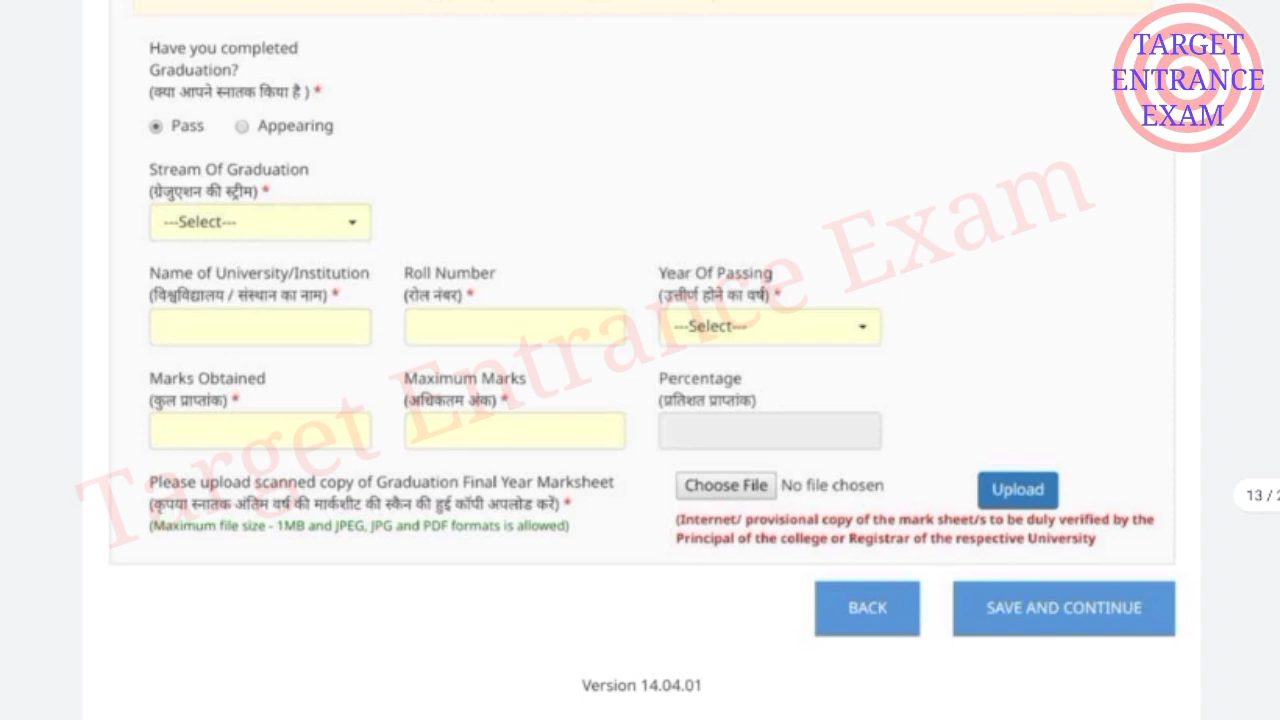 TARGET
ENTRANCE
EXAM
Have you completed
Graduation?
(क्या आपने स्नातक किया है ) *
Pass Appearing
Stream Of Graduation
(ग्रेजुएशन की स्ट्रीम) *
---Select---
Name of University/Institution Roll Number Year Of Passing
(विश्वविद्यालय / संस्थान का नाम) * (रोल नंबर) * (उत्तीर्ण होने का वर्ष) *
---Select---
Marks Obtained Maximum Marks Percentage
(कुल प्राप्तांक) * (अधिकतम अंक) * (प्रतिशत प्राप्तांक)
Target Entrance Exam
Please upload scanned copy of Graduation Final Year Marksheet Choose File No file chosen Upload
(कृपया स्नातक अंतिम वर्ष की मार्कशीट की स्कैन की हुई कॉपी अपलोड करें) *
(Maximum file size - 1MB and JPEG, JPG and PDF formats is allowed)
(Internet/ provisional copy of the mark sheet/s to be duly verified by the
Principal of the college or Registrar of the respective University
13 / 2
BACK SAVE AND CONTINUE
Version 14.04.01